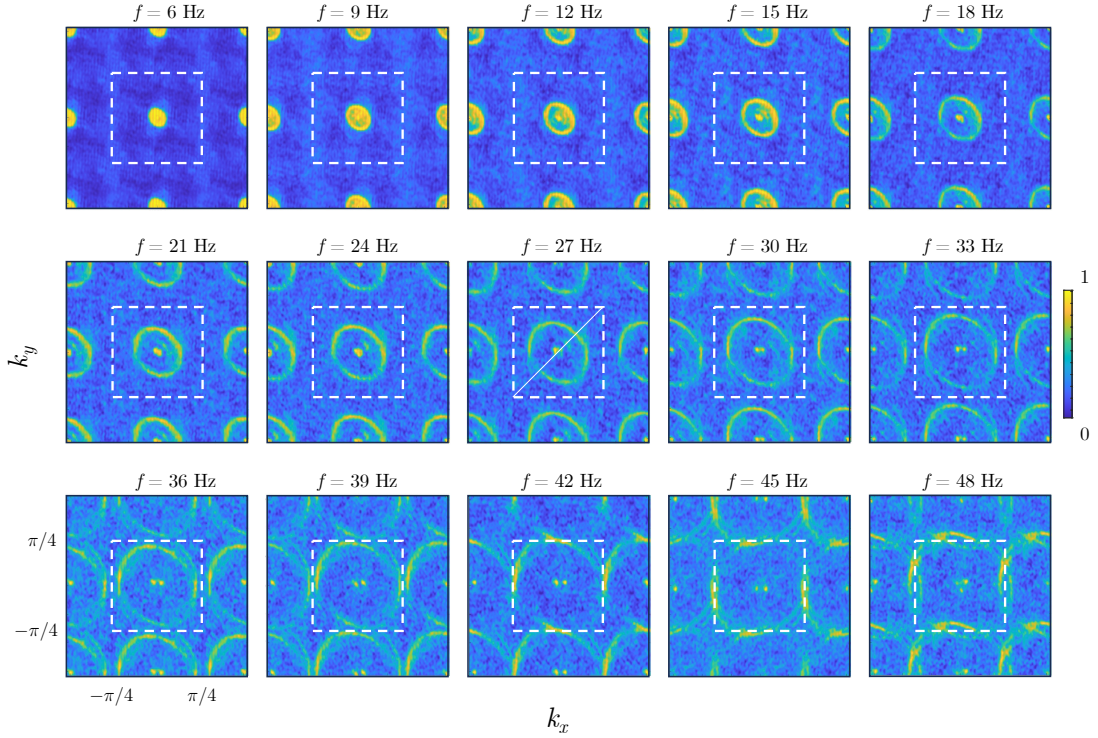 f = 6 Hz
f = 9 Hz
f = 12 Hz
f = 15 Hz
f = 18 Hz
f = 21 Hz
f = 24 Hz
f = 27 Hz
f = 30 Hz
f = 33 Hz
1
0
k_y
f = 36 Hz
f = 39 Hz
f = 42 Hz
f = 45 Hz
f = 48 Hz
π/4
−π/4
−π/4
π/4
k_x